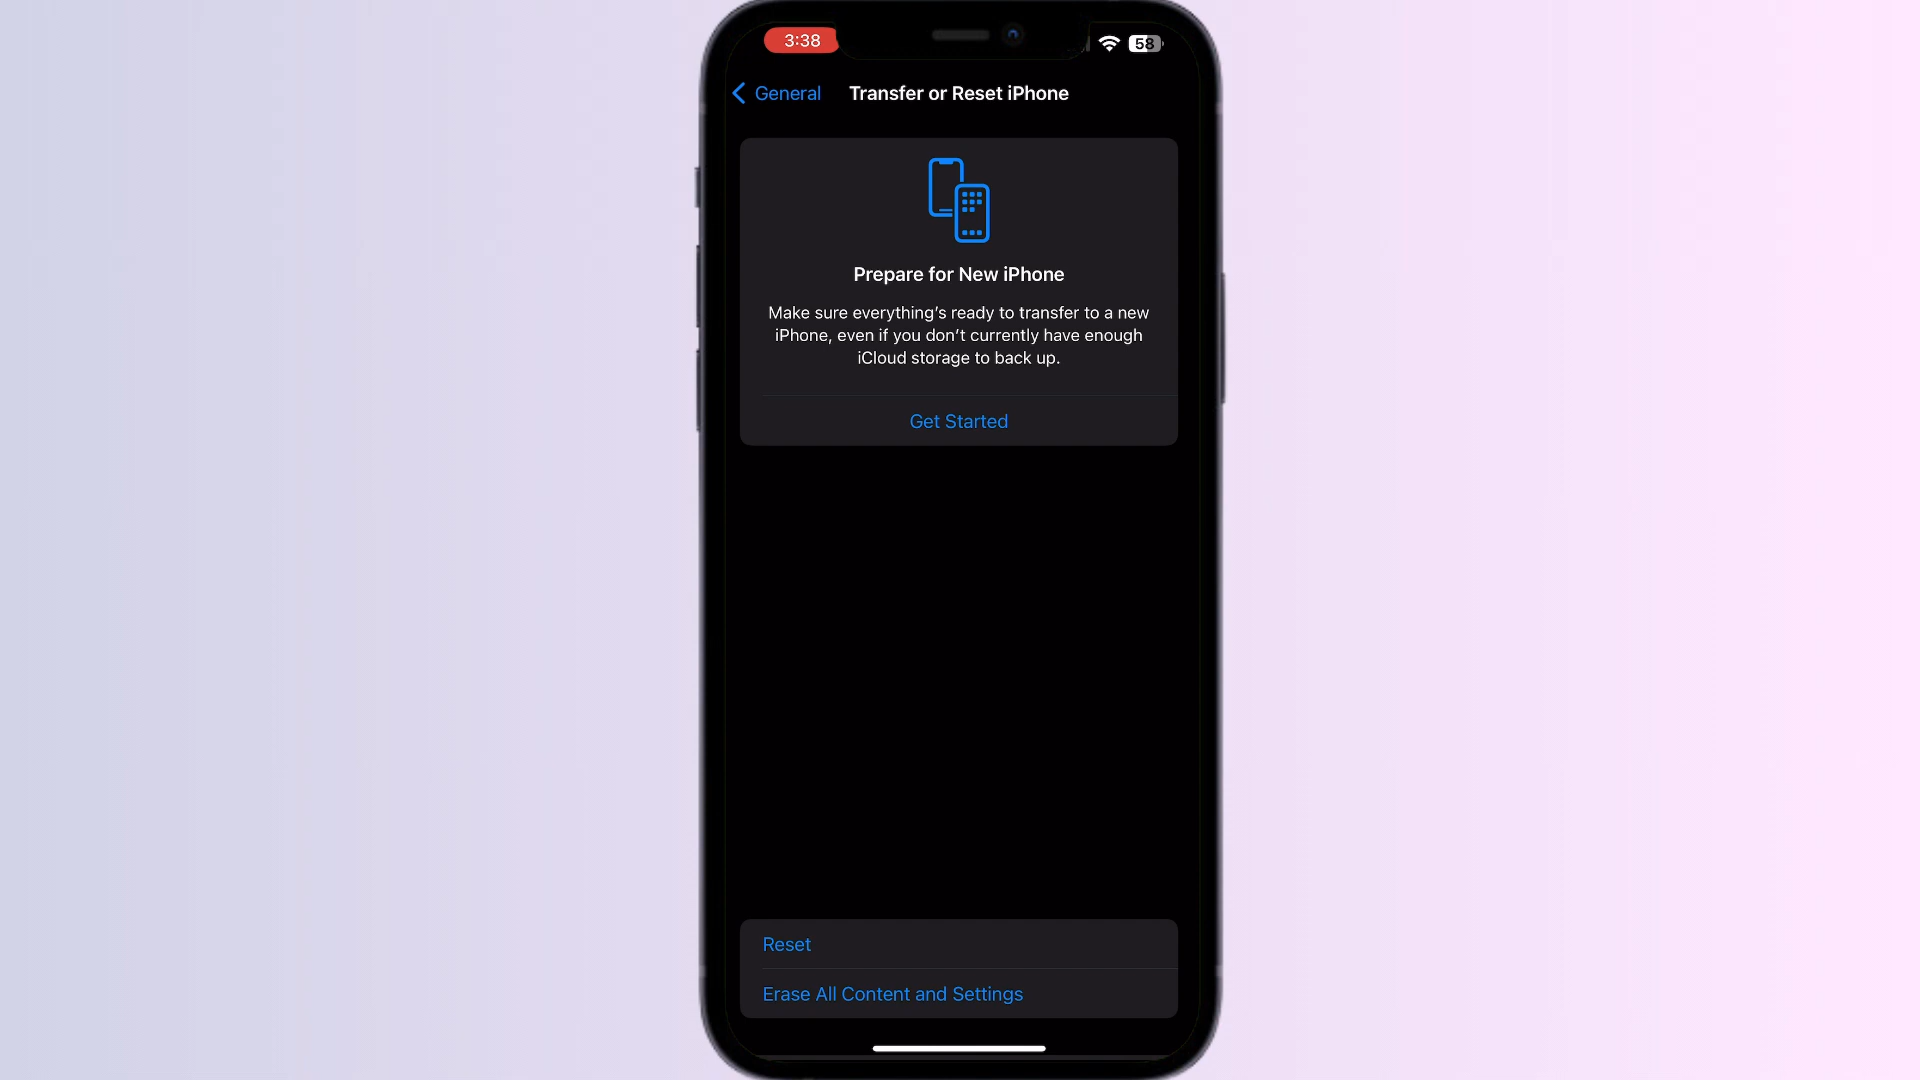 3:38
58
General
Transfer or Reset iPhone
Prepare for New iPhone
Make sure everything's ready to transfer to a new
iPhone, even if you don't currently have enough
iCloud storage to back up.
Get Started
Reset
Erase All Content and Settings